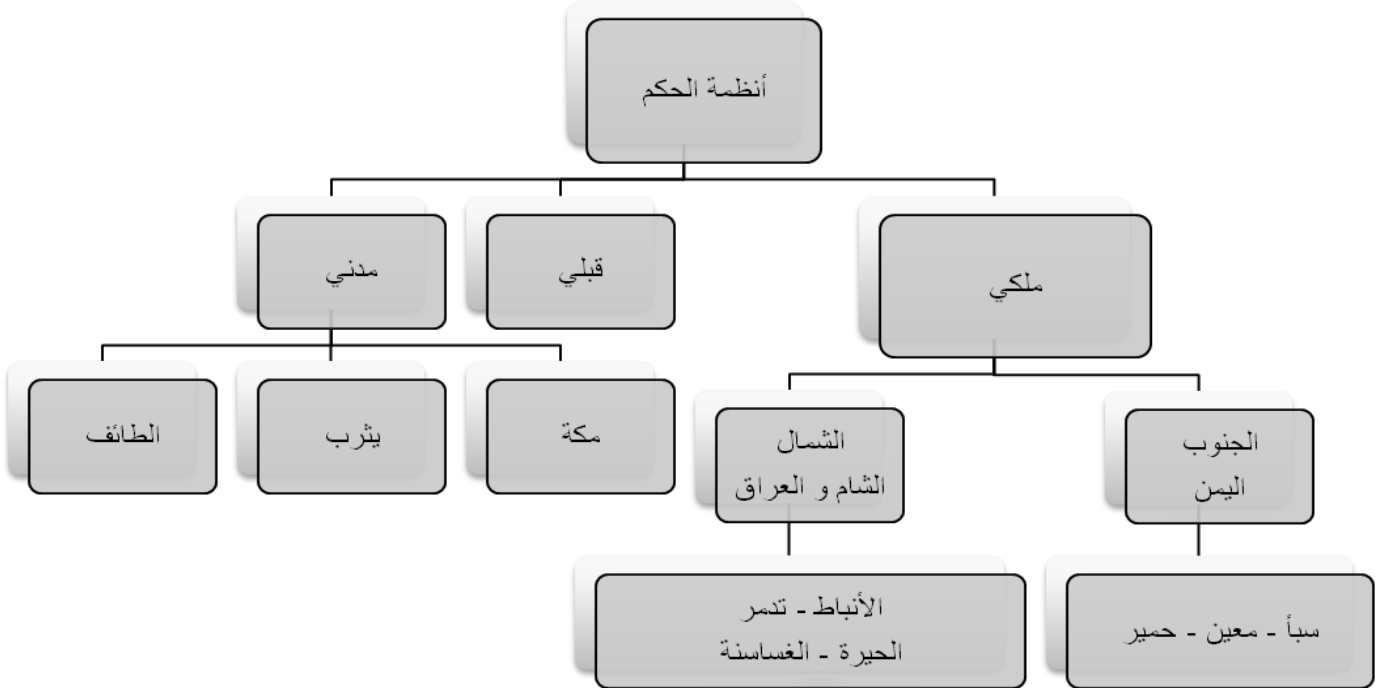 أنظمة الحكم
ملكي
قبلي
مدني
الجنوب
اليمن
الشمال
الشام و العراق
مكة
يثرب
الطائف
سبأ - معين - حمير
الأنباط - تدمر
الحيرة - الغساسنة